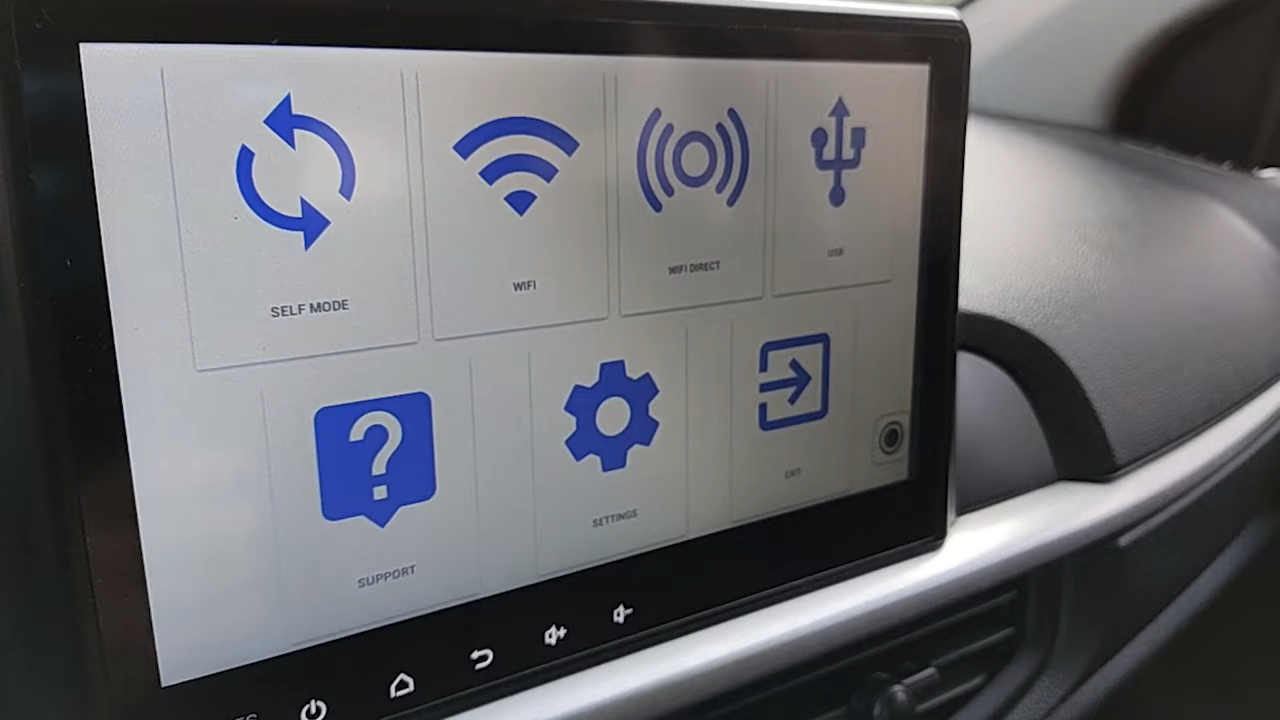 SELF MODE
WIFI
WIFI DIRECT
USB
SUPPORT
SETTINGS
EXIT